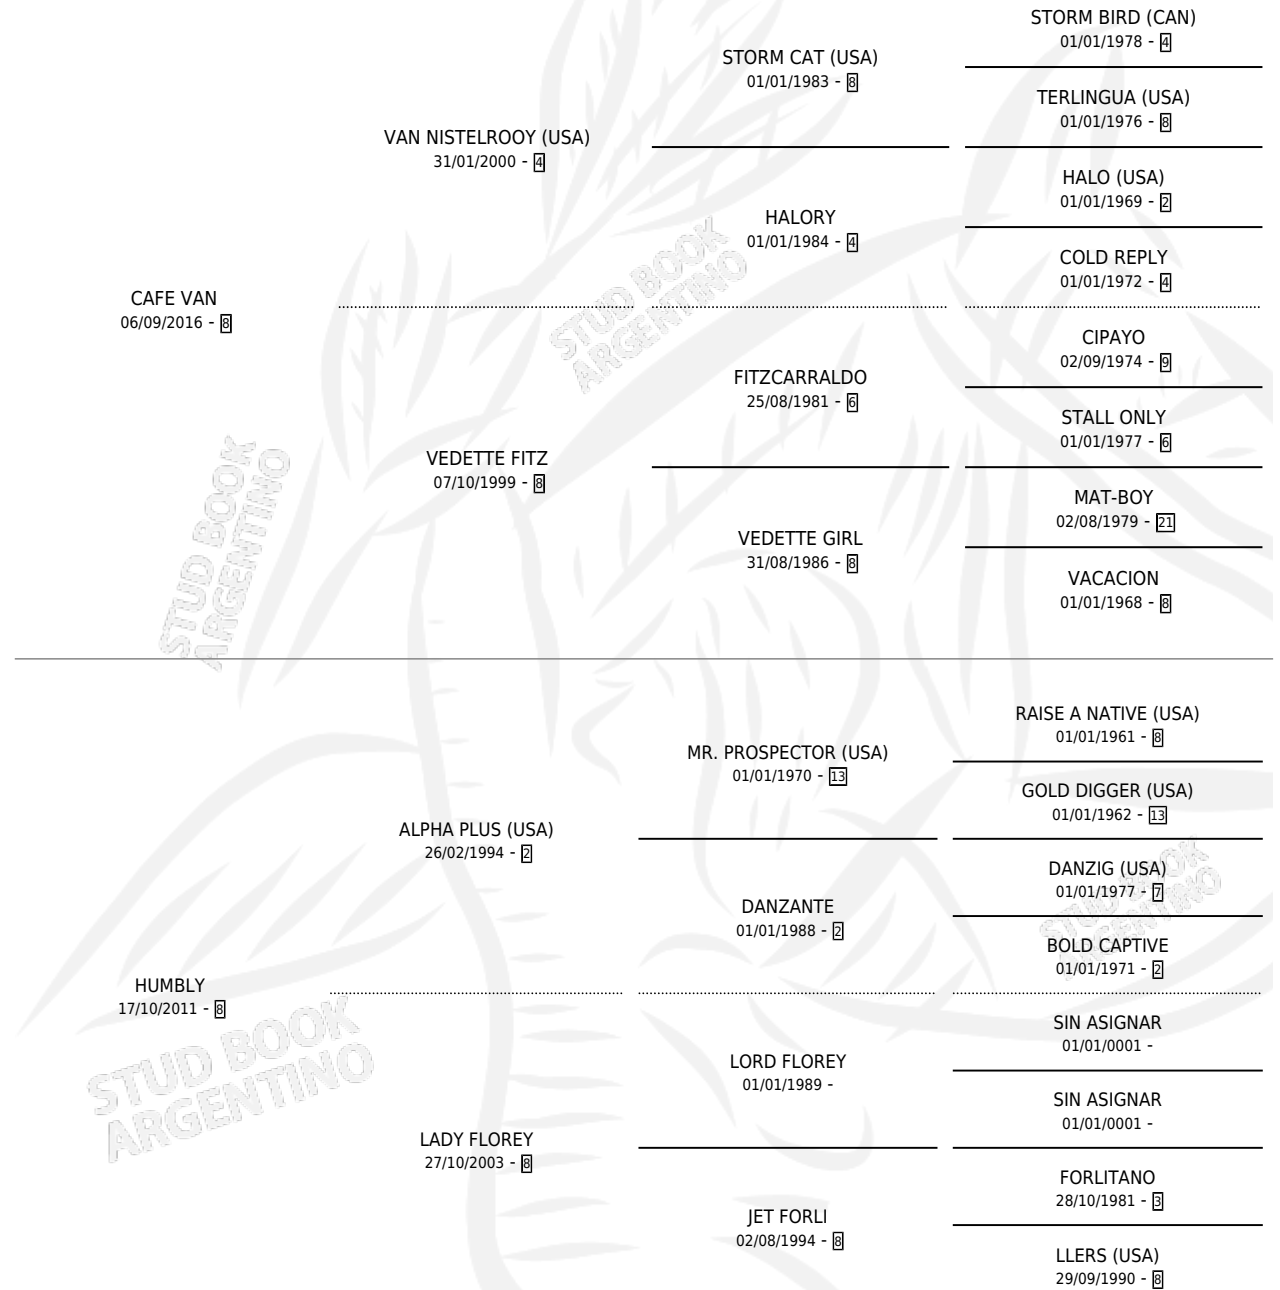 STORM BIRD (CAN)
01/01/1978 - 4
STORM CAT (USA)
01/01/1983 - 8
TERLINGUA (USA)
01/01/1976 - 8
VAN NISTELROOY (USA)
31/01/2000 - 4
HALO (USA)
01/01/1969 - 2
HALORY
01/01/1984 - 4
COLD REPLY
01/01/1972 - 4
CAFE VAN
06/09/2016 - 8
CIPAYO
02/09/1974 - 9
FITZCARRALDO
25/08/1981 - 6
STALL ONLY
01/01/1977 - 6
VEDETTE FITZ
07/10/1999 - 8
MAT-BOY
02/08/1979 - 21
VEDETTE GIRL
31/08/1986 - 8
VACACION
01/01/1968 - 8
STUD BOOK
ARGENTINO
STUD BOOK
ARGENTINO
RAISE A NATIVE (USA)
01/01/1961 - 8
MR. PROSPECTOR (USA)
01/01/1970 - 13
GOLD DIGGER (USA)
01/01/1962 - 13
ALPHA PLUS (USA)
26/02/1994 - 2
DANZIG (USA)
01/01/1977 - 7
DANZANTE
01/01/1988 - 2
BOLD CAPTIVE
01/01/1971 - 2
HUMBLY
17/10/2011 - 8
SIN ASIGNAR
01/01/0001 -
LORD FLOREY
01/01/1989 -
SIN ASIGNAR
01/01/0001 -
LADY FLOREY
27/10/2003 - 8
FORLITANO
28/10/1981 - 3
JET FORLI
02/08/1994 - 8
LLERS (USA)
29/09/1990 - 8
STUD BOOK
ARGENTINO
STUD BOOK
ARGENTINO